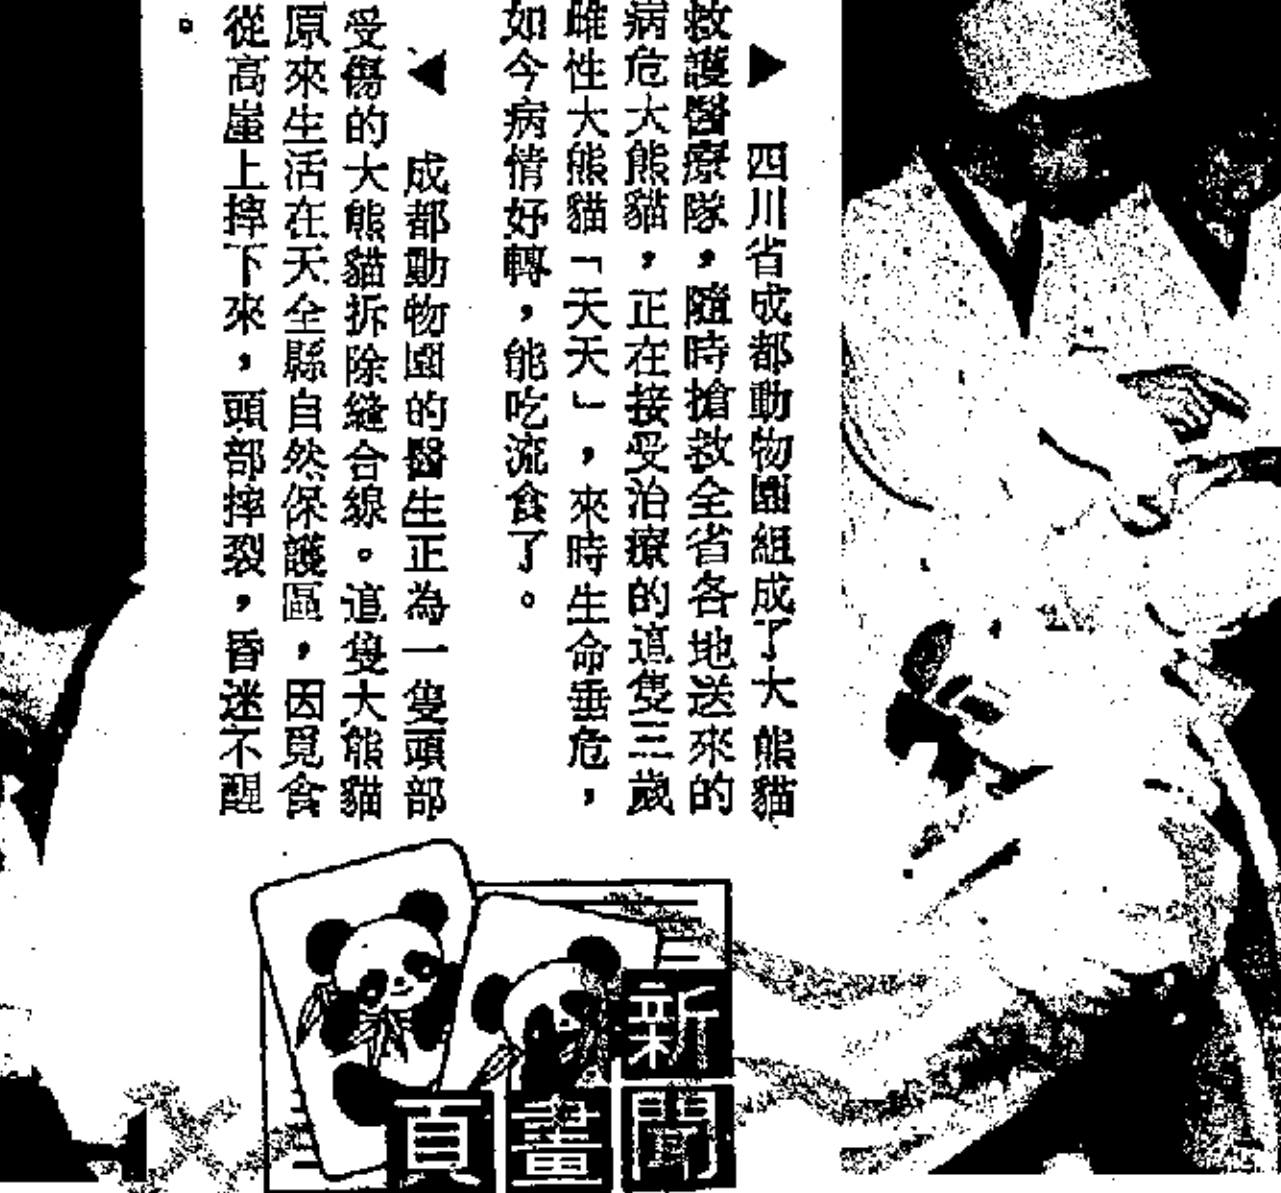 ▶ 四川省成都動物園組成了大熊貓
救護醫療隊，隨時搶救全省各地送來的
病危大熊貓，正在接受治療的這隻三歲
雌性大熊貓「天天」，來時生命垂危，
如今病情好轉，能吃流食了。
◀ 成都動物園的醫生正為一隻頭部
受傷的大熊貓拆除縫合線。這隻大熊貓
原來生活在天全縣自然保護區，因覓食
從高崖上摔下來，頭部摔裂，昏迷不醒
。
新聞畫頁